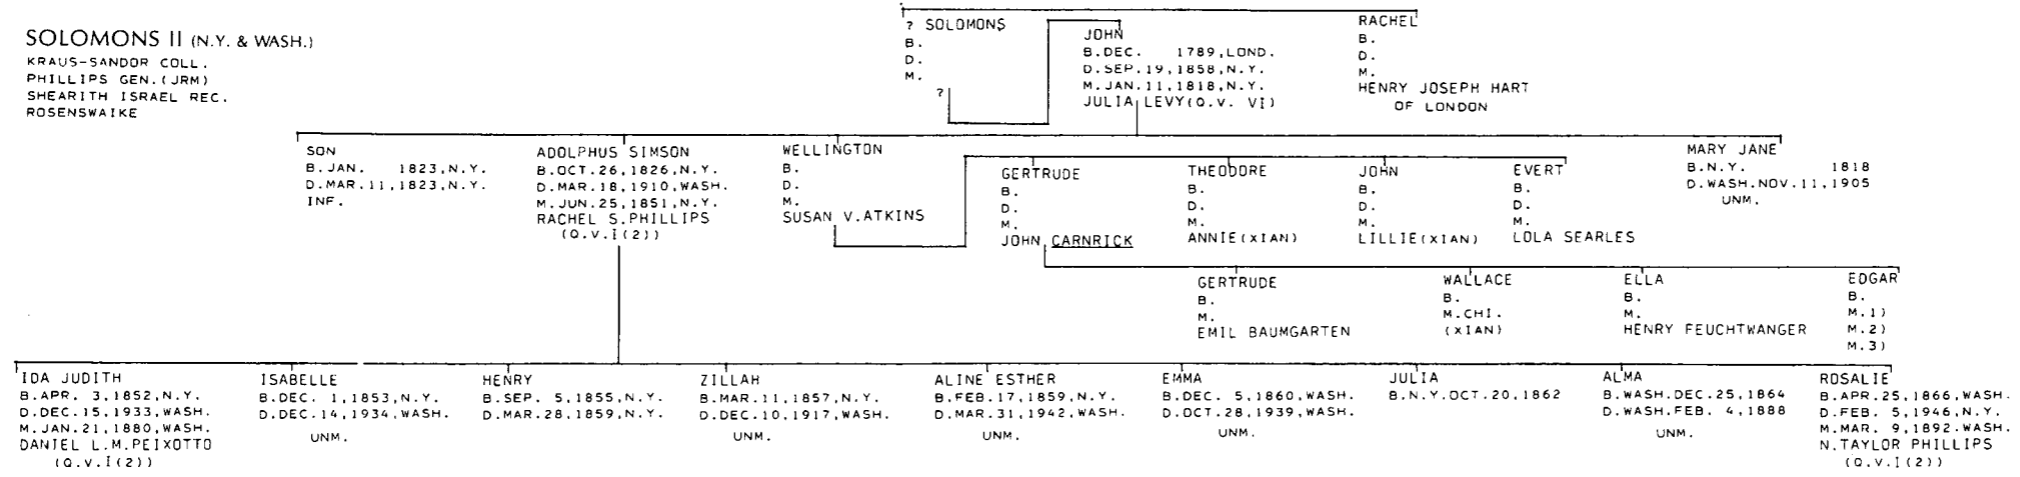 SOLOMONS II (N.Y. & WASH.)
KRAUS-SANDOR COLL.
PHILLIPS GEN.(JRM)
SHEARITH ISRAEL REC.
ROSENSWAIKE
? SOLOMONS
B.
D.
M.
?
JOHN
B.DEC. 1789,LOND.
D.SEP.19,1858,N.Y.
M.JAN.11,1818,N.Y.
JULIA LEVY(Q.V. VI)
RACHEL
B.
D.
M.
HENRY JOSEPH HART
OF LONDON
SON
B.JAN. 1823,N.Y.
D.MAR.11,1823,N.Y.
INF.
ADOLPHUS SIMSON
B.OCT.26,1826,N.Y.
D.MAR.18,1910,WASH.
M.JUN.25,1851,N.Y.
RACHEL S.PHILLIPS
(Q.V.I(2))
WELLINGTON
B.
D.
M.
SUSAN V.ATKINS
GERTRUDE
B.
D.
M.
JOHN CARNRICK
THEODORE
B.
D.
M.
ANNIE(XIAN)
JOHN
B.
D.
M.
LILLIE(XIAN)
EVERT
B.
D.
M.
LOLA SEARLES
MARY JANE
B.N.Y. 1818
D.WASH.NOV.11,1905
UNM.
GERTRUDE
B.
M.
EMIL BAUMGARTEN
WALLACE
B.
M.CHI.
(XIAN)
ELLA
B.
M.
HENRY FEUCHTWANGER
EDGAR
B.
M.1)
M.2)
M.3)
IDA JUDITH
B.APR. 3,1852,N.Y.
D.DEC.15,1933,WASH.
M.JAN.21,1880,WASH.
DANIEL L.M.PEIXOTTO
(Q.V.I(2))
ISABELLE
B.DEC. 1,1853,N.Y.
D.DEC.14,1934,WASH.
UNM.
HENRY
B.SEP. 5,1855,N.Y.
D.MAR.28,1859,N.Y.
ZILLAH
B.MAR.11,1857,N.Y.
D.DEC.10,1917,WASH.
UNM.
ALINE ESTHER
B.FEB.17,1859,N.Y.
D.MAR.31,1942,WASH.
UNM.
EMMA
B.DEC. 5,1860,WASH.
D.OCT.28,1939,WASH.
UNM.
JULIA
B.N.Y.OCT.20,1862
ALMA
B.WASH.DEC.25,1864
D.WASH.FEB. 4,1888
UNM.
ROSALIE
B.APR.25,1866,WASH.
D.FEB. 5,1946,N.Y.
M.MAR. 9,1892.WASH.
N.TAYLOR PHILLIPS
(Q.V.I(2))